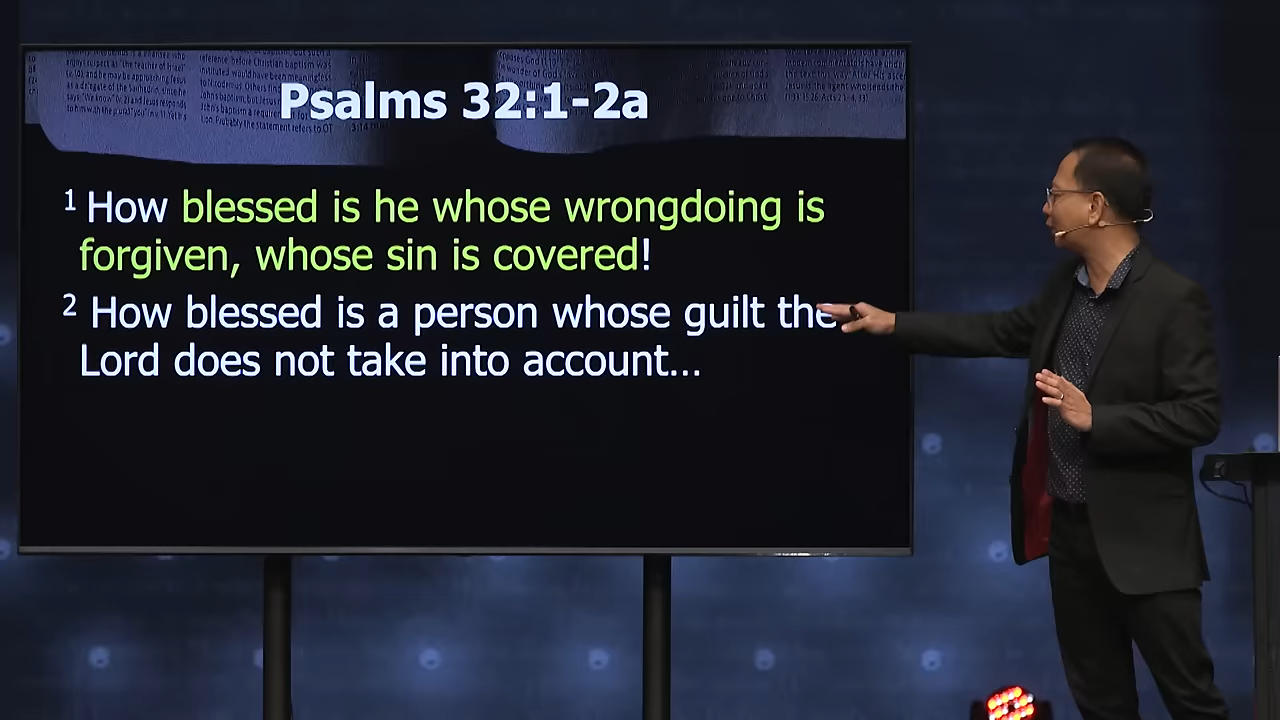 Psalms 32:1-2a
1 How blessed is he whose wrongdoing is
forgiven, whose sin is covered!
2 How blessed is a person whose guilt the
Lord does not take into account...